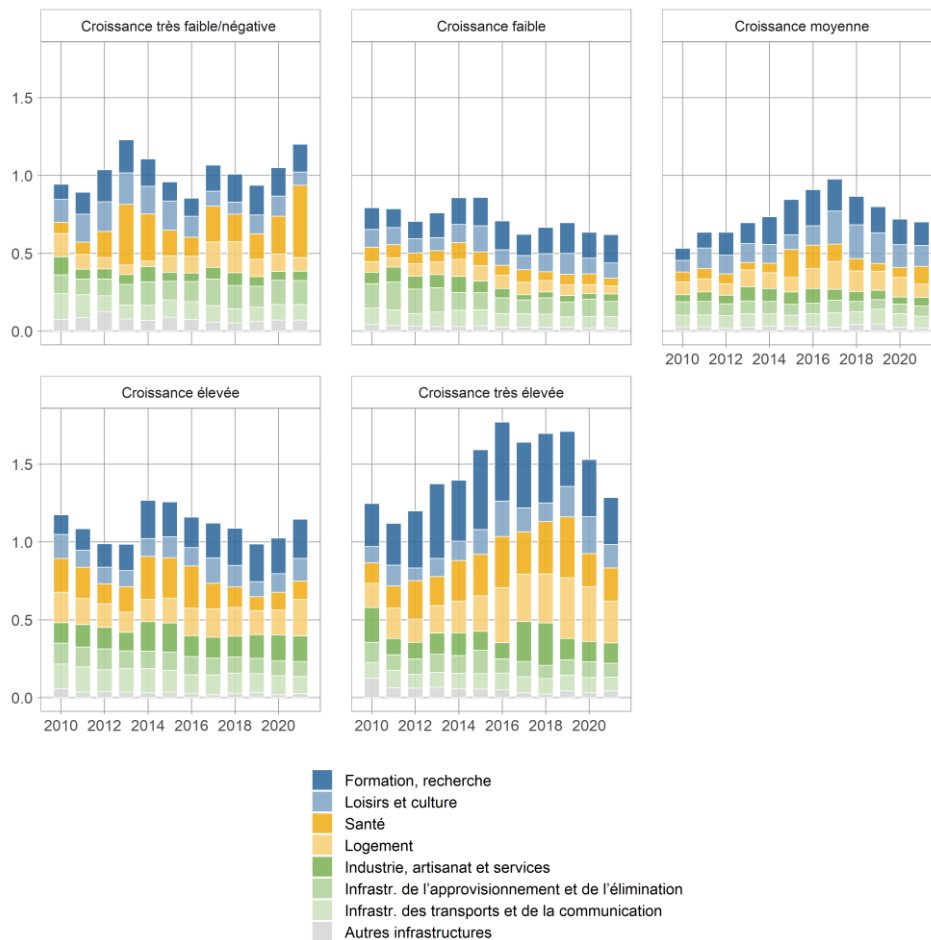 Croissance très faible/négative
Croissance faible
Croissance moyenne
1.5
1.0
0.5
0.0
2010 2012 2014 2016 2018 2020
Croissance élevée
Croissance très élevée
1.5
1.0
0.5
0.0
2010 2012 2014 2016 2018 2020
2010 2012 2014 2016 2018 2020
Formation, recherche
Loisirs et culture
Santé
Logement
Industrie, artisanat et services
Infrastr. de l'approvisionnement et de l'élimination
Infrastr. des transports et de la communication
Autres infrastructures